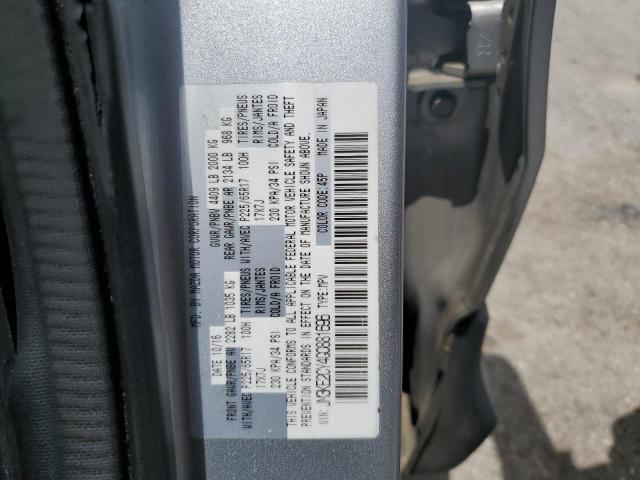 MFD. BY MAZDA MOTOR CORPORATION
DATE 10/16 GVWR/PNBV 4409 LB 2000 KG
FRONT GAWR/PNBE AV 2282 LB 1035 KG REAR GAWR/PNBE AR 2134 LB 968 KG
WITH/AVEC P225/65R17 100H TIRES/PNEUS WITH/AVEC P225/65R17 100H TIRES/PNEUS
17X7J RIMS/JANTES 17X7J RIMS/JANTES
230 KPA/34 PSI COLD/A FROID 230 KPA/34 PSI COLD/A FROID
THIS VEHICLE CONFORMS TO ALL APPLICABLE FEDERAL MOTOR VEHICLE SAFETY AND THEFT
PREVENTION STANDARDS IN EFFECT ON THE DATE OF MANUFACTURE SHOWN ABOVE.
VIN: JM3KE2CY4G0881696 TYPE: MPV COLOR CODE 45P MADE IN JAPAN